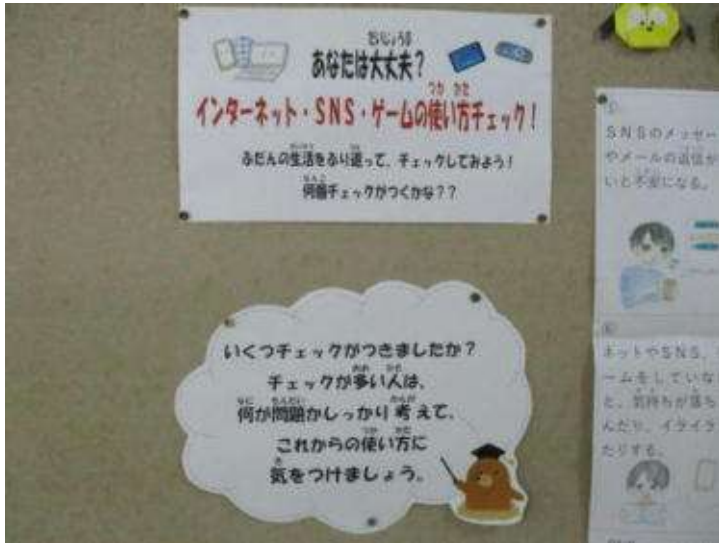 あなたは大丈夫?
インターネット・SNS・ゲームの使い方チェック!
ふだんの生活をふり返って、チェックしてみよう!
何個チェックがつくかな??
いくつチェックがつきましたか?
チェックが多い人は、
何が問題かしっかり考えて、
これからの使い方に
気をつけましょう。
①
SNSのメッセー
やメールの返信が
いと不安になる。
ネットやSNS、
ームをしていな
と、気持ちが落ち
んだり、イライラ
たりする。